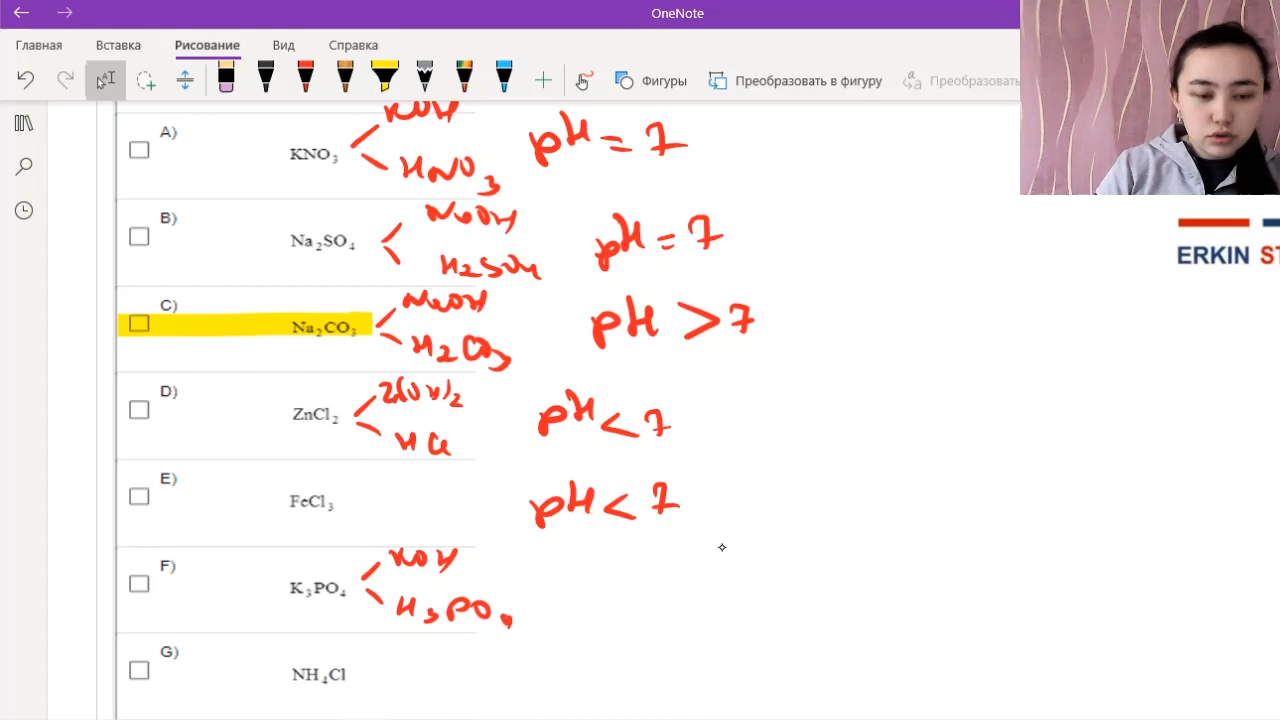 OneNote
Главная Вставка Рисование Вид Справка
Фигуры Преобразовать в фигуру Преобразовать
A) KNO₃ KOH HNO₃ pH = 7
B) Na₂SO₄ NaOH H₂SO₄ pH = 7
C) Na₂CO₃ NaOH H₂CO₃ pH > 7
D) ZnCl₂ Zn(OH)₂ HCl pH < 7
E) FeCl₃ pH < 7
F) K₃PO₄ KOH H₃PO₄
G) NH₄Cl
ERKIN